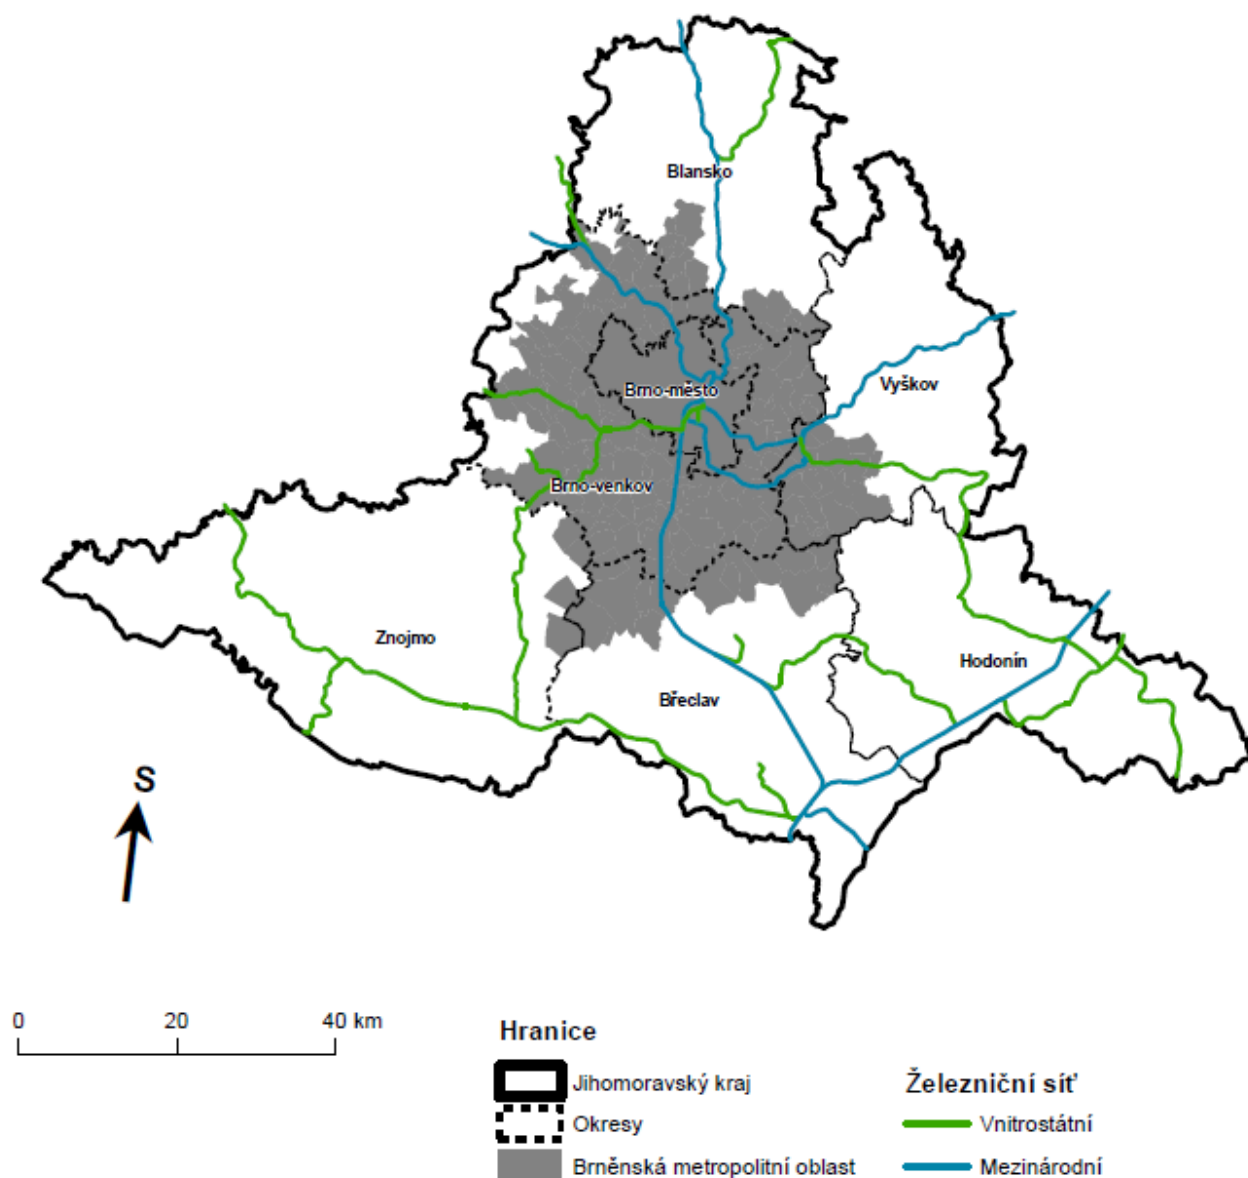 Blansko
Vyškov
Brno-město
Brno-venkov
Znojmo
Hodonín
Břeclav
S
0 20 40 km
Hranice
Jihomoravský kraj
Okresy
Brněnská metropolitní oblast
Železniční síť
Vnitrostátní
Mezinárodní